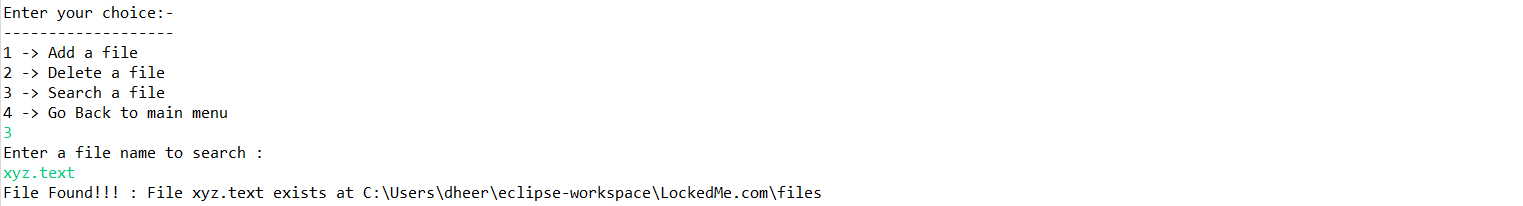 Enter your choice:-
-------------------
1 -> Add a file
2 -> Delete a file
3 -> Search a file
4 -> Go Back to main menu
3
Enter a file name to search :
xyz.text
File Found!!! : File xyz.text exists at C:\Users\dheer\eclipse-workspace\LockedMe.com\files